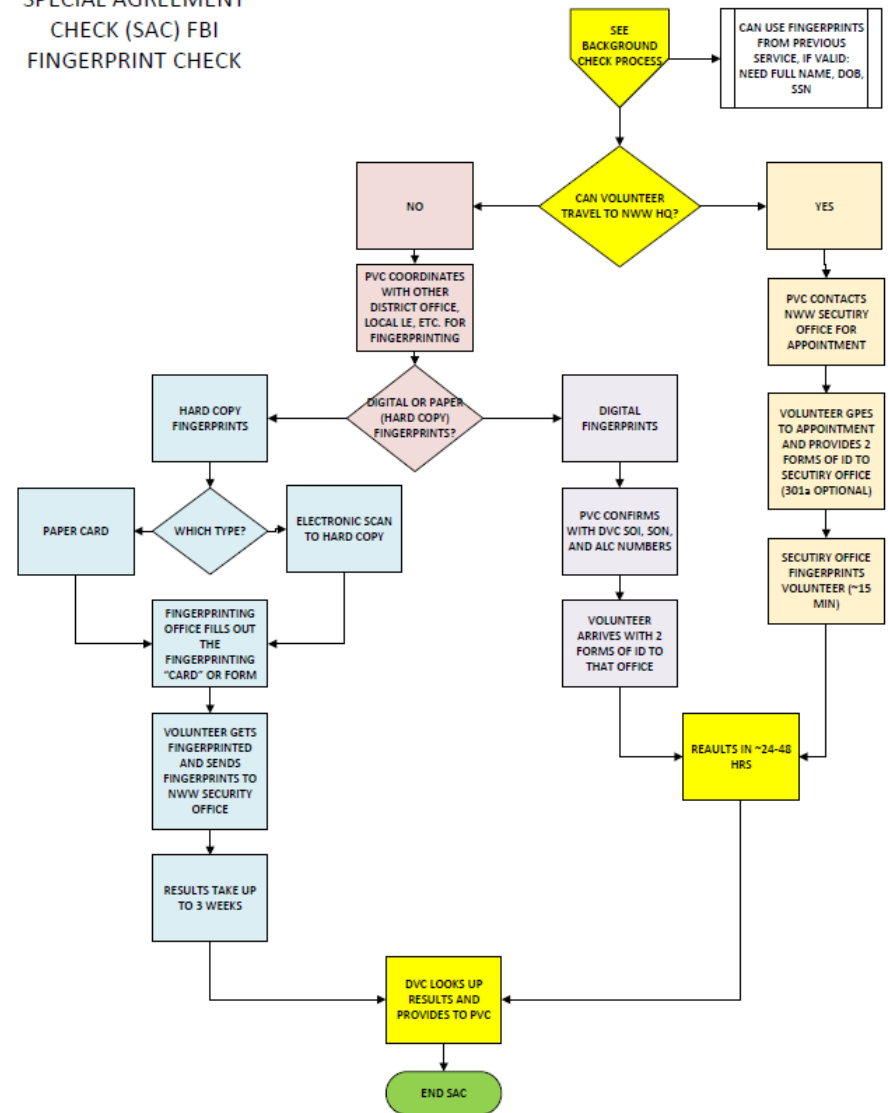 SPECIAL AGREEMENT
CHECK (SAC) FBI
FINGERPRINT CHECK
SEE
BACKGROUND
CHECK PROCESS
CAN USE FINGERPRINTS
FROM PREVIOUS
SERVICE, IF VALID:
NEED FULL NAME, DOB,
SSN
CAN VOLUNTEER
TRAVEL TO NWW HQ?
NO
YES
PVC COORDINATES
WITH OTHER
DISTRICT OFFICE,
LOCAL LE, ETC. FOR
FINGERPRINTING
PVC CONTACTS
NWW SECUTIRY
OFFICE FOR
APPOINTMENT
DIGITAL OR PAPER
(HARD COPY)
FINGERPRINTS?
HARD COPY
FINGERPRINTS
DIGITAL
FINGERPRINTS
VOLUNTEER GPES
TO APPOINTMENT
AND PROVIDES 2
FORMS OF ID TO
SECUTIRY OFFICE
(301a OPTIONAL)
WHICH TYPE?
PAPER CARD
ELECTRONIC SCAN
TO HARD COPY
PVC CONFIRMS
WITH DVC SOI, SON,
AND ALC NUMBERS
SECUTIRY OFFICE
FINGERPRINTS
VOLUNTEER (~15
MIN)
FINGERPRINTING
OFFICE FILLS OUT
THE
FINGERPRINTING
"CARD" OR FORM
VOLUNTEER
ARRIVES WITH 2
FORMS OF ID TO
THAT OFFICE
VOLUNTEER GETS
FINGERPRINTED
AND SENDS
FINGERPRINTS TO
NWW SECURITY
OFFICE
REAULTS IN ~24-48
HRS
RESULTS TAKE UP
TO 3 WEEKS
DVC LOOKS UP
RESULTS AND
PROVIDES TO PVC
END SAC